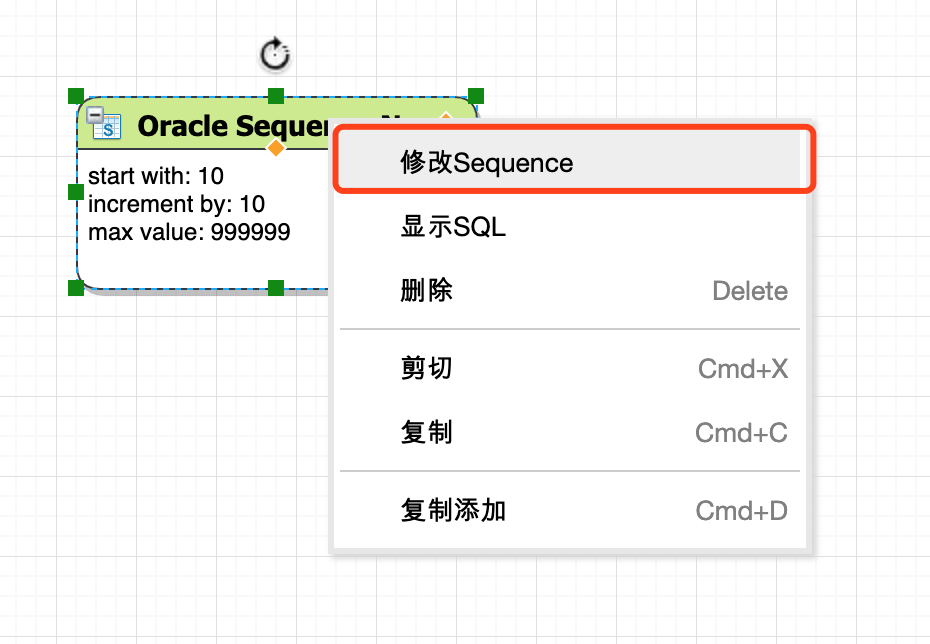 Oracle Sequen
start with: 10
increment by: 10
max value: 999999
修改Sequence
显示SQL
删除 Delete
剪切 Cmd+X
复制 Cmd+C
复制添加 Cmd+D